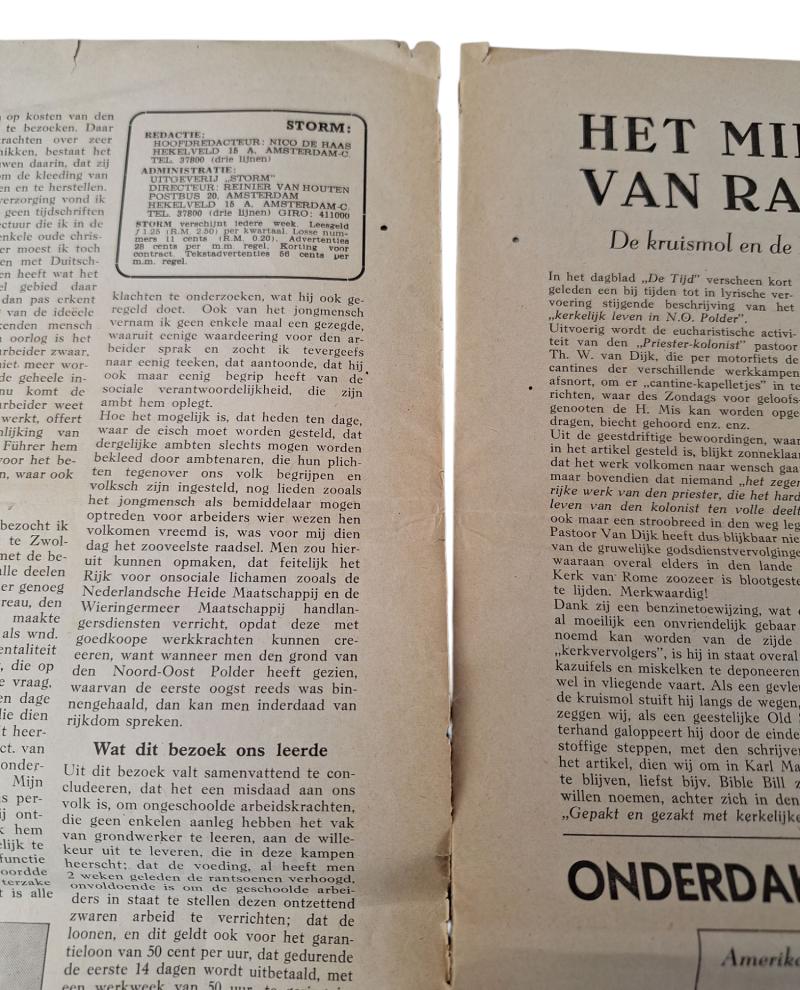 op kosten van den
te bezoeken. Daar
rachten over zeer
hikken, bestaat het
uwen daarin, dat zij
om de kleeding van
en en te herstellen.
verzorging vond ik
geen tijdschriften
ectuur die ik in de
enkele oude chris-
er moest ik toch
en met Duitsch-
en heeft wat het
el gebied daar
dan pas erkent
van de ideëele
kenden mensch
n oorlog is het
arbeider zwaar,
niet meer wor-
de geheele in-
nu komt de
arbeider weet
werkt, offert
nlijking van
Führer hem
voor het be-
n, waar ook
bezocht ik
te Zwol-
met de be-
alle deelen
er genoeg
reau, den
maakte
als wnd.
entaliteit
, die op
e vraag,
en dage
die dien
t heer-
ct. van
onder-
Mijn
s per-
ij ont-
k hem
elijk te
functie
oordde
terzake
t is alle
STORM:
REDACTIE:
HOOFDREDACTEUR: NICO DE HAAS
HEKELVELD 15 A, AMSTERDAM-C.
TEL. 37800 (drie lijnen)
ADMINISTRATIE:
UITGEVERIJ „STORM”
DIRECTEUR: REINIER VAN HOUTEN
POSTBUS 20, AMSTERDAM
HEKELVELD 15 A, AMSTERDAM-C.
TEL. 37800 (drie lijnen) GIRO: 411000
STORM verschijnt iedere week. Leesgeld
ƒ 1.25 (R.M. 2.50) per kwartaal. Losse num-
mers 11 cents (R.M. 0.20). Advertenties
28 cents per m.m. regel. Korting voor
contract. Tekstadvertenties 56 cents per
m.m. regel.
klachten te onderzoeken, wat hij ook ge-
regeld doet. Ook van het jongmensch
vernam ik geen enkele maal een gezegde,
waaruit eenige waardeering voor den ar-
beider sprak en zocht ik tevergeefs
naar eenig teeken, dat aantoonde, dat hij
ook maar eenig begrip heeft van de
sociale verantwoordelijkheid, die zijn
ambt hem oplegt.
Hoe het mogelijk is, dat heden ten dage,
waar de eisch moet worden gesteld, dat
dergelijke ambten slechts mogen worden
bekleed door ambtenaren, die hun plich-
ten tegenover ons volk begrijpen en
volksch zijn ingesteld, nog lieden zooals
het jongmensch als bemiddelaar mogen
optreden voor arbeiders wier wezen hen
volkomen vreemd is, was voor mij dien
dag het zooveelste raadsel. Men zou hier-
uit kunnen opmaken, dat feitelijk het
Rijk voor onsociale lichamen zooals de
Nederlandsche Heide Maatschappij en de
Wieringermeer Maatschappij handlan-
gersdiensten verricht, opdat deze met
goedkoope werkkrachten kunnen cre-
eeren, want wanneer men den grond van
den Noord-Oost Polder heeft gezien,
waarvan de eerste oogst reeds was bin-
nengehaald, dan kan men inderdaad van
rijkdom spreken.
Wat dit bezoek ons leerde
Uit dit bezoek valt samenvattend te con-
cludeeren, dat het een misdaad aan ons
volk is, om ongeschoolde arbeidskrachten,
die geen enkelen aanleg hebben het vak
van grondwerker te leeren, aan de wille-
keur uit te leveren, die in deze kampen
heerscht; dat de voeding, al heeft men
2 weken geleden de rantsoenen verhoogd,
onvoldoende is om de geschoolde arbei-
ders in staat te stellen dezen ontzettend
zwaren arbeid te verrichten; dat de
loonen, en dit geldt ook voor het garan-
tieloon van 50 cent per uur, dat gedurende
de eerste 14 dagen wordt uitbetaald, met
een werkweek van 50
HET MI
VAN RA
De kruismol en de
In het dagblad „De Tijd” verscheen kort
geleden een bij tijden tot in lyrische ver-
voering stijgende beschrijving van het
„kerkelijk leven in N.O. Polder”.
Uitvoerig wordt de eucharistische activi-
teit van den „Priester-kolonist” pastoor
Th. W. van Dijk, die per motorfiets de
cantines der verschillende werkkampen
afsnort, om er „cantine-kapelletjes” in te
richten, waar des Zondags voor geloofs-
genooten de H. Mis kan worden opge-
dragen, biecht gehoord enz. enz.
Uit de geestdriftige bewoordingen, waar
in het artikel gesteld is, blijkt zonneklaar
dat het werk volkomen naar wensch gaa
maar bovendien dat niemand „het zegen
rijke werk van den priester, die het hard
leven van den kolonist ten volle deelt
ook maar een stroobreed in den weg leg
Pastoor Van Dijk heeft dus blijkbaar nie
van de gruwelijke godsdienstvervolginge
waaraan overal elders in den lande
Kerk van Rome zoozeer is blootgeste
te lijden. Merkwaardig!
Dank zij een benzinetoewijzing, wat
al moeilijk een onvriendelijk gebaar
noemd kan worden van de zijde
„kerkvervolgers”, is hij in staat overal
kazuifels en miskelken te deponeeren
wel in vliegende vaart. Als een gevleu
de kruismol stuift hij langs de wegen,
zeggen wij, als een geestelijke Old
terhand galoppeert hij door de einde
stoffige steppen, met den schrijver
het artikel, dien wij om in Karl Ma
te blijven, liefst bijv. Bible Bill z
willen noemen, achter zich in den
„Gepakt en gezakt met kerkelijke
ONDERDA
Amerik